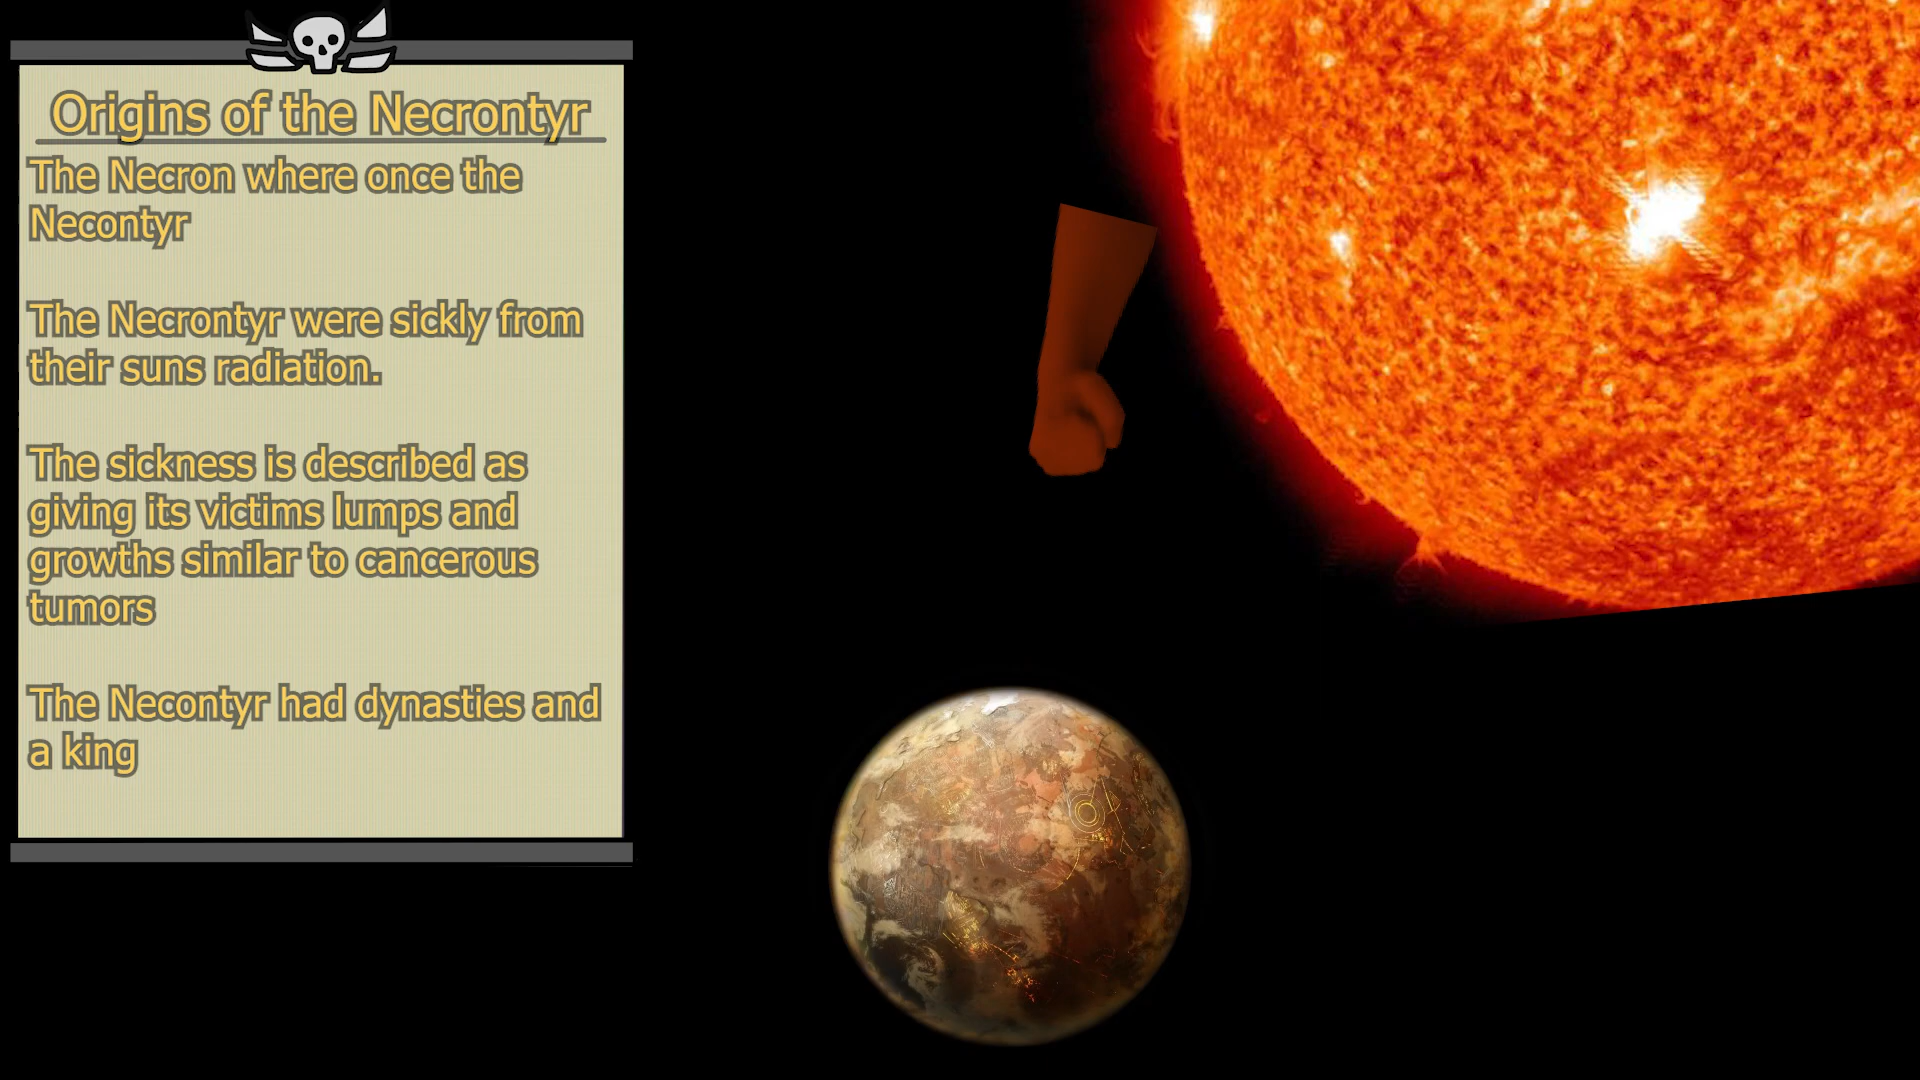 Origins of the Necrontyr
The Necron where once the
Necontyr
The Necrontyr were sickly from
their suns radiation.
The sickness is described as
giving its victims lumps and
growths similar to cancerous
tumors
The Necontyr had dynasties and
a king